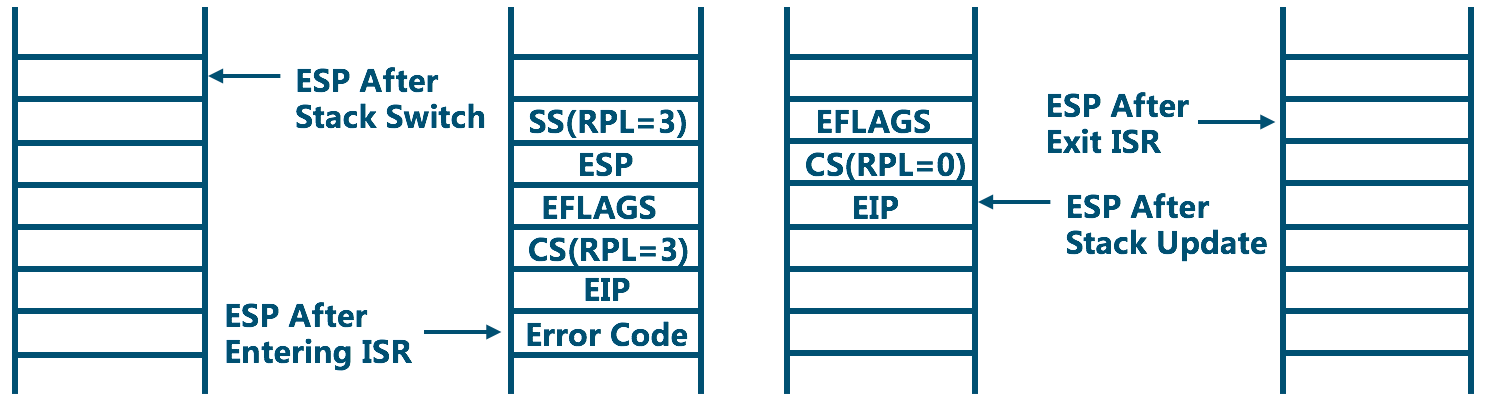 ESP After
Stack Switch
SS(RPL=3)
ESP
EFLAGS
CS(RPL=3)
EIP
Error Code
ESP After
Entering ISR
EFLAGS
CS(RPL=0)
EIP
ESP After
Stack Update
ESP After
Exit ISR